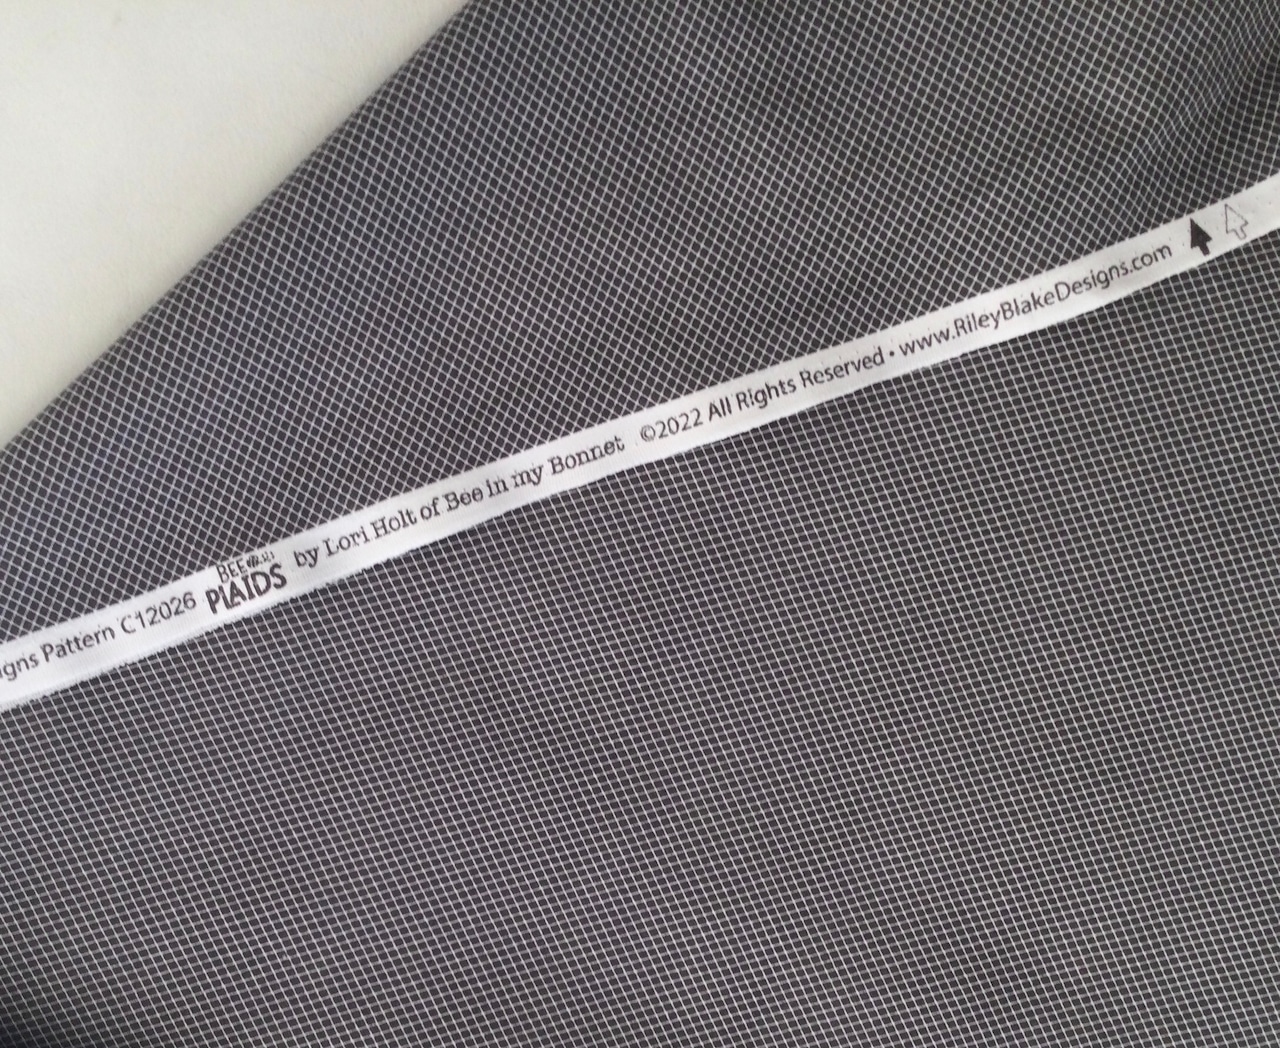 igns Pattern C12026 BEE PLAIDS by Lori Holt of Bee in my Bonnet ©2022 All Rights Reserved • www.RileyBlakeDesigns.com